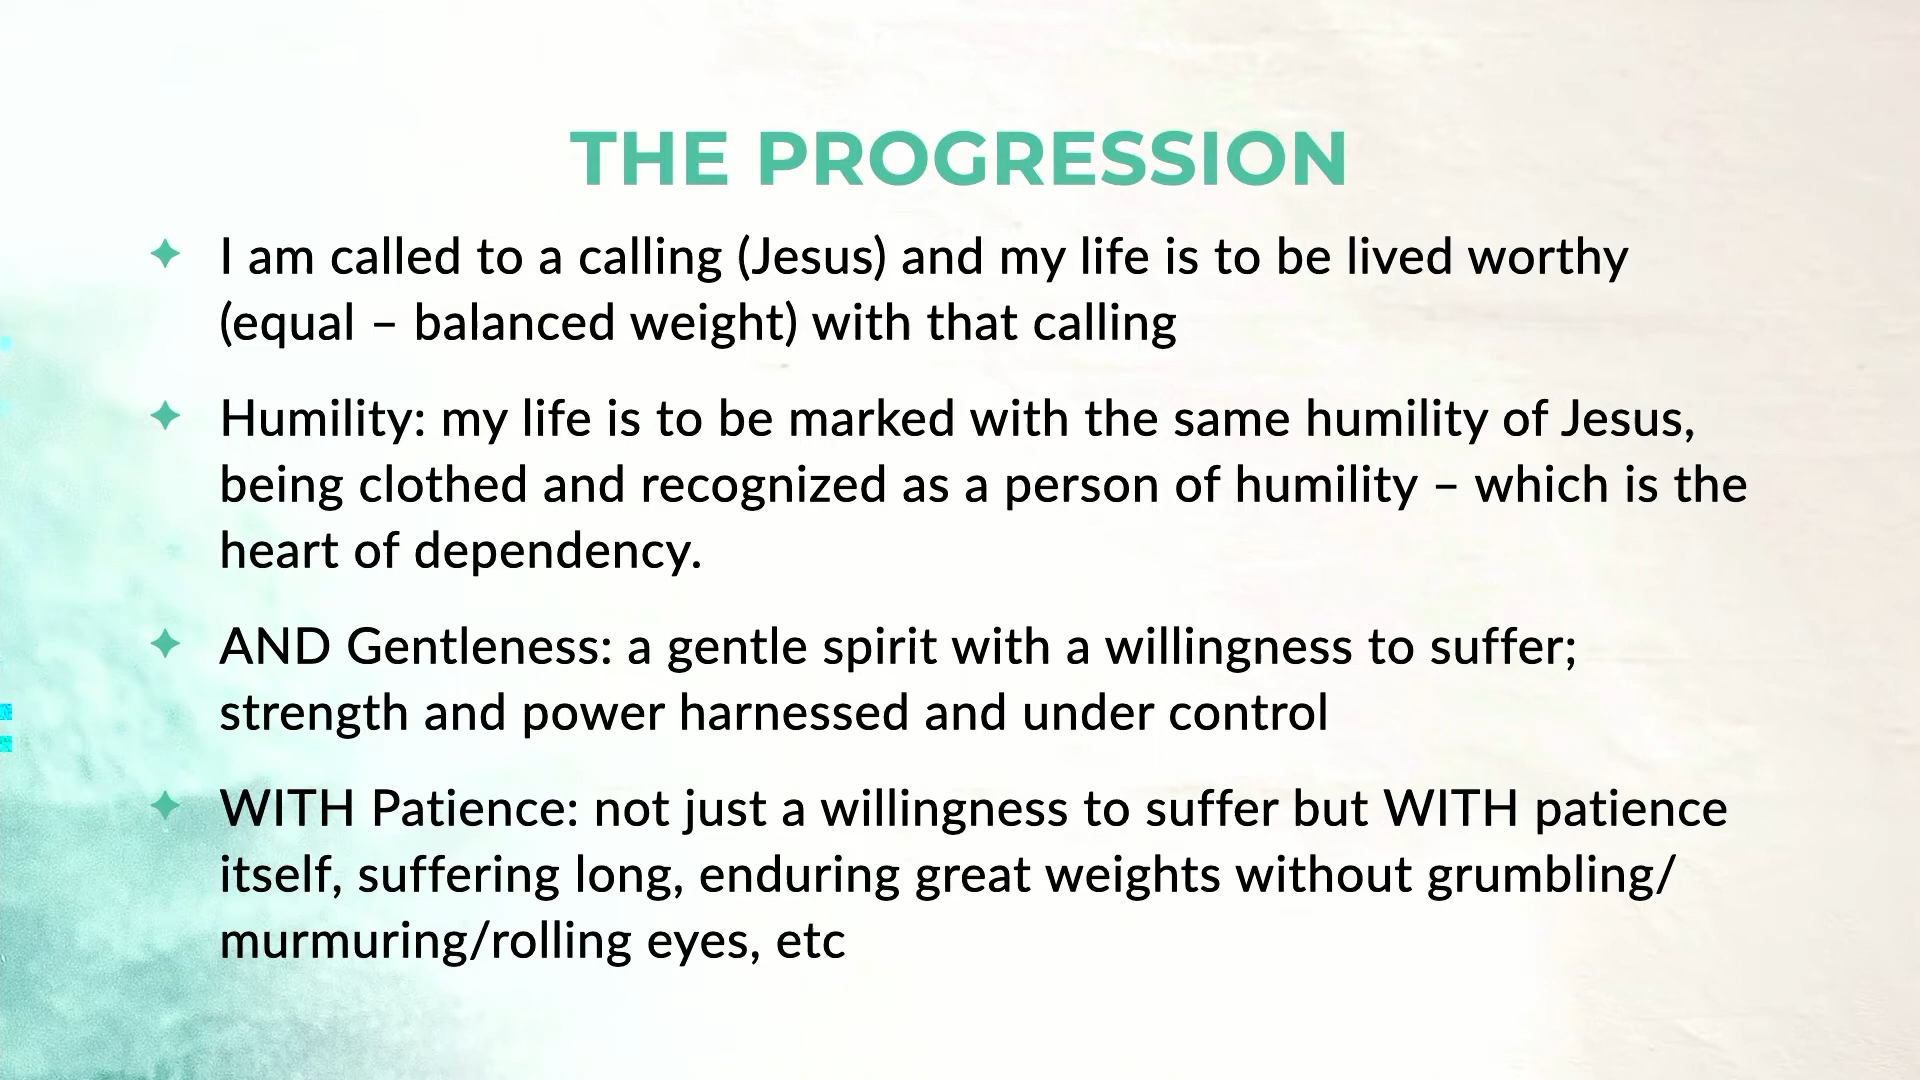 THE PROGRESSION
I am called to a calling (Jesus) and my life is to be lived worthy
(equal – balanced weight) with that calling
Humility: my life is to be marked with the same humility of Jesus,
being clothed and recognized as a person of humility – which is the
heart of dependency.
AND Gentleness: a gentle spirit with a willingness to suffer;
strength and power harnessed and under control
WITH Patience: not just a willingness to suffer but WITH patience
itself, suffering long, enduring great weights without grumbling/
murmuring/rolling eyes, etc